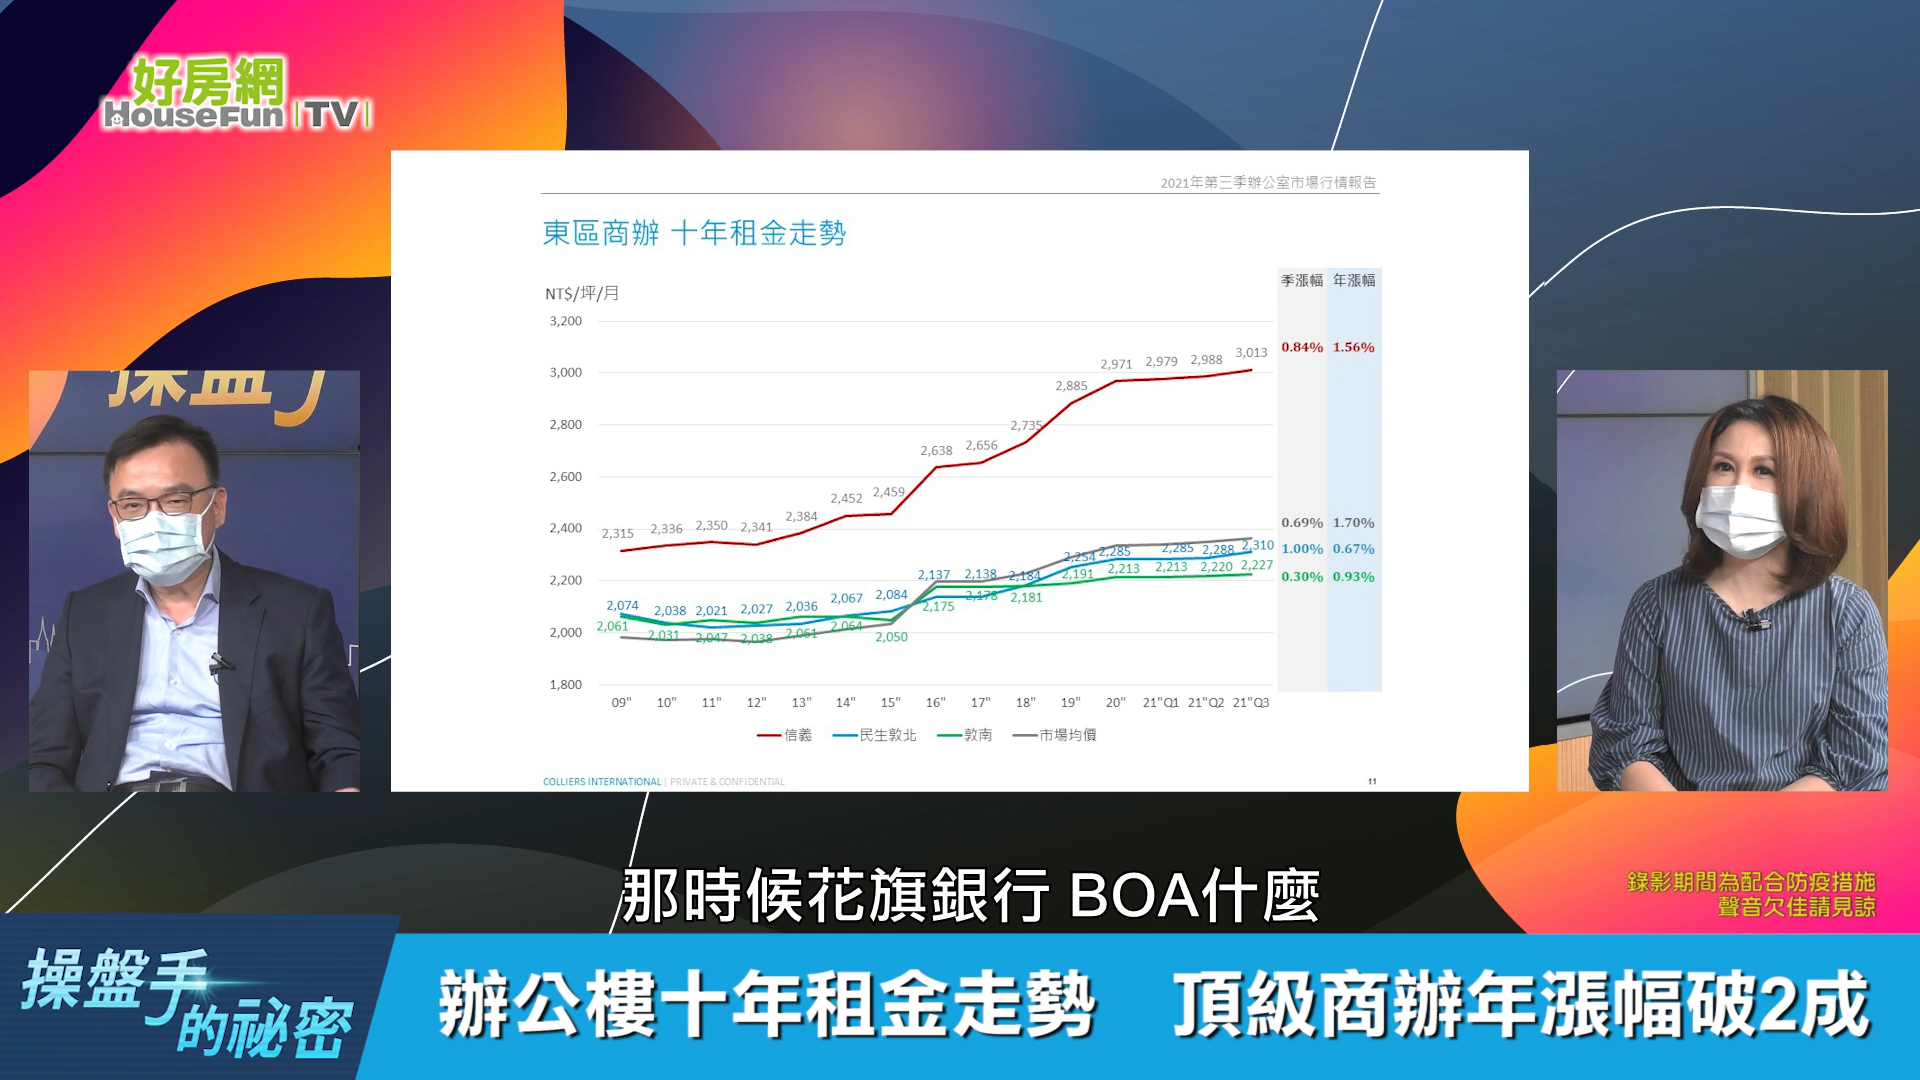 好房網
HouseFun TV
2021年第三季辦公室市場行情報告
東區商辦 十年租金走勢
NT$/坪/月
季漲幅 年漲幅
3,200
3,000
2,800
2,600
2,400
2,200
2,000
1,800
2,315 2,336 2,350 2,341 2,384 2,452 2,459 2,638 2,656 2,735 2,885 2,971 2,979 2,988 3,013
0.84% 1.56%
0.69% 1.70%
2,074 2,038 2,021 2,027 2,036 2,067 2,084 2,137 2,138 2,184 2,254 2,285 2,285 2,288 2,310
1.00% 0.67%
2,061 2,031 2,047 2,038 2,061 2,064 2,050 2,175 2,178 2,181 2,191 2,213 2,213 2,220 2,227
0.30% 0.93%
09" 10" 11" 12" 13" 14" 15" 16" 17" 18" 19" 20" 21"Q1 21"Q2 21"Q3
信義 民生敦北 敦南 市場均價
COLLIERS INTERNATIONAL | PRIVATE & CONFIDENTIAL
11
操盤手
那時候花旗銀行 BOA什麼
錄影期間為配合防疫措施
聲音欠佳請見諒
操盤手
的祕密
辦公樓十年租金走勢 頂級商辦年漲幅破2成